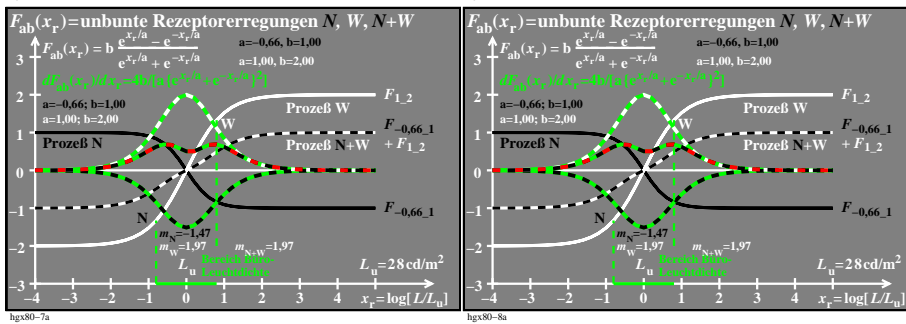 F_ab(x_r)=unbunte Rezeptorerregungen N, W, N+W
F_ab(x_r)=b (e^{x_r/a} − e^{−x_r/a}) / (e^{x_r/a} + e^{−x_r/a})
a=−0,66, b=1,00
a=1,00, b=2,00
dF_ab(x_r)/dx_r=4b/[a{e^{x_r/a}+e^{−x_r/a}}^2]
a=−0,66; b=1,00
a=1,00; b=2,00
Prozeß W
F_1_2
W
F_−0,66_1
+ F_1_2
Prozeß N
Prozeß N+W
N
F_−0,66_1
m_N=−1,47
m_W=1,97
m_N+W=1,97
Bereich Büro-
Leuchtdichte
L_u
L_u=28cd/m^2
3
2
1
0
−1
−2
−3
−4 −3 −2 −1 0 1 2 x_r=log[L/L_u]
hgx80−7a
F_ab(x_r)=unbunte Rezeptorerregungen N, W, N+W
F_ab(x_r)=b (e^{x_r/a} − e^{−x_r/a}) / (e^{x_r/a} + e^{−x_r/a})
a=−0,66, b=1,00
a=1,00, b=2,00
dF_ab(x_r)/dx_r=4b/[a{e^{x_r/a}+e^{−x_r/a}}^2]
a=−0,66; b=1,00
a=1,00; b=2,00
Prozeß W
F_1_2
W
F_−0,66_1
+ F_1_2
Prozeß N
Prozeß N+W
N
F_−0,66_1
m_N=−1,47
m_W=1,97
m_N+W=1,97
Bereich Büro-
Leuchtdichte
L_u
L_u=28cd/m^2
3
2
1
0
−1
−2
−3
−4 −3 −2 −1 0 1 2 3 4 x_r=log[L/L_u]
hgx80−8a